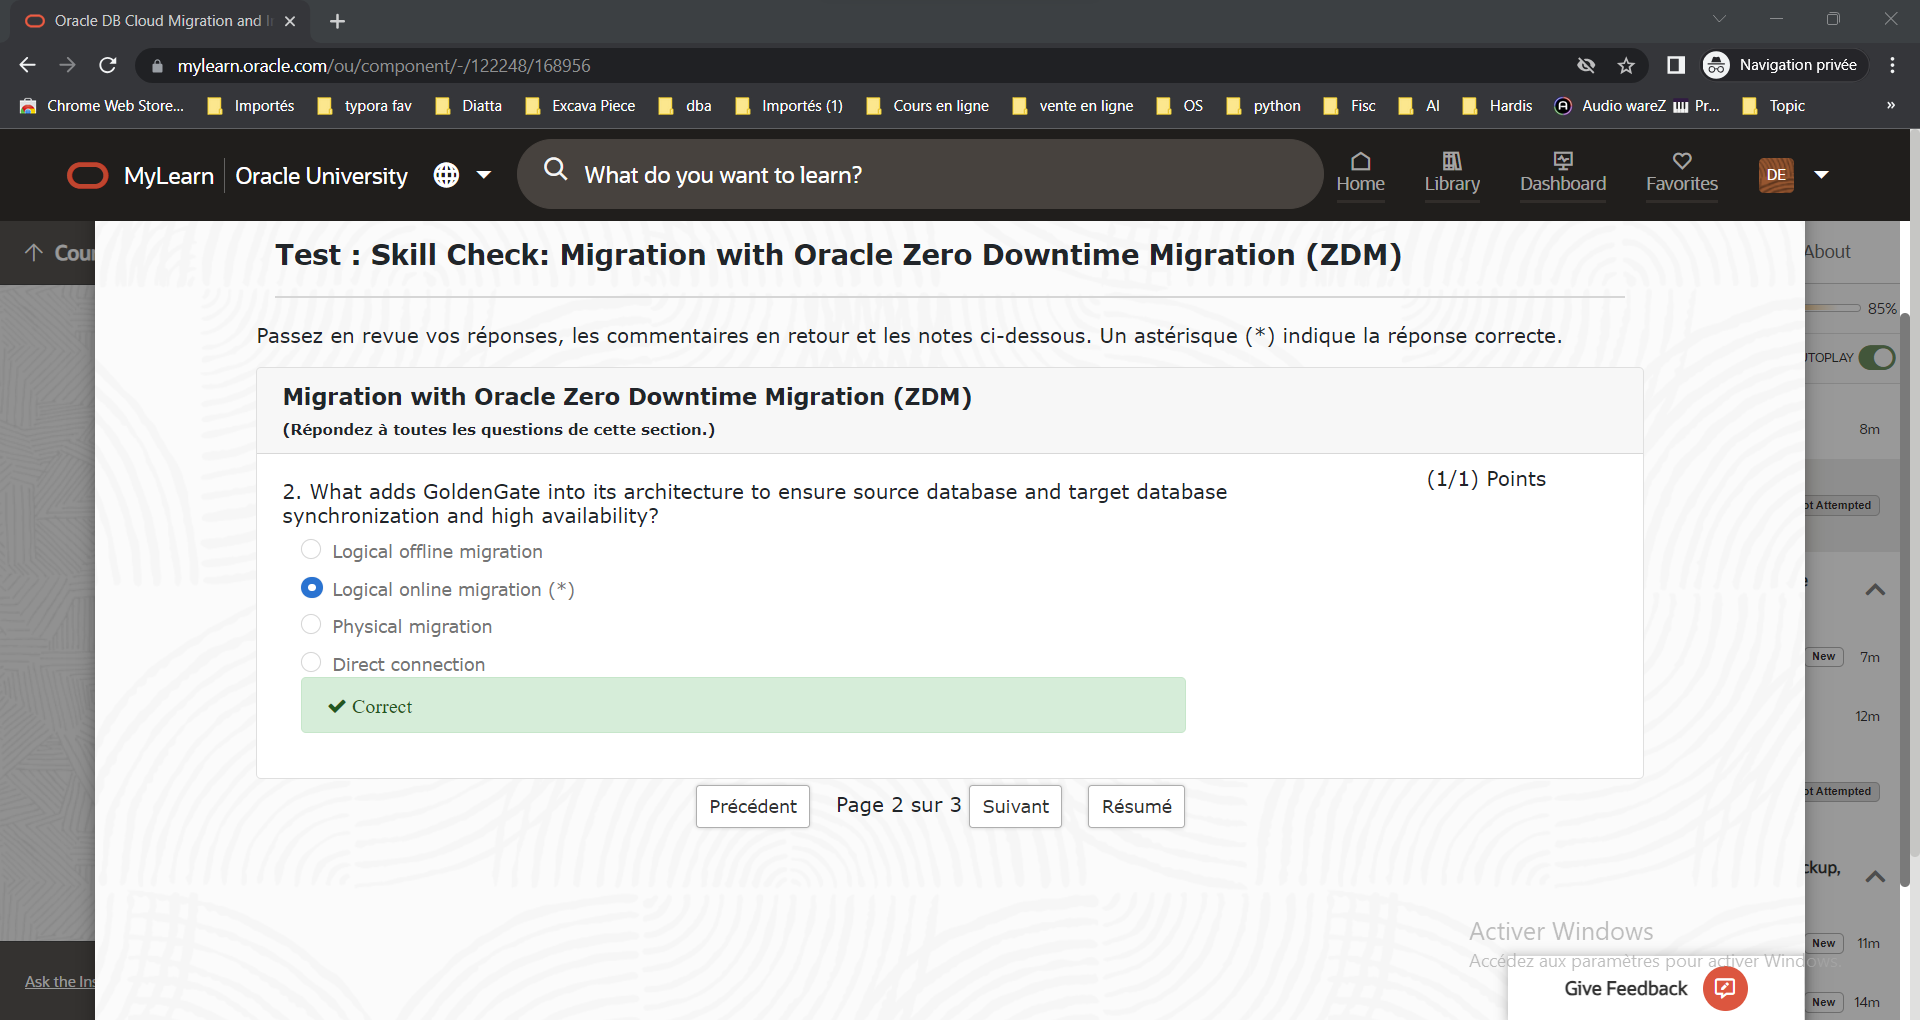 Oracle DB Cloud Migration and I
mylearn.oracle.com/ou/component/-/122248/168956
Navigation privée
Chrome Web Store...
Importés
typora fav
Diatta
Excava Piece
dba
Importés (1)
Cours en ligne
vente en ligne
OS
python
Fisc
AI
Hardis
Audio wareZ
Pr...
Topic
»
MyLearn
Oracle University
What do you want to learn?
Home
Library
Dashboard
Favorites
DE
Cour
About
Test : Skill Check: Migration with Oracle Zero Downtime Migration (ZDM)
85%
Passez en revue vos réponses, les commentaires en retour et les notes ci-dessous. Un astérisque (*) indique la réponse correcte.
UTOPLAY
Migration with Oracle Zero Downtime Migration (ZDM)
(Répondez à toutes les questions de cette section.)
8m
2. What adds GoldenGate into its architecture to ensure source database and target database
synchronization and high availability?
(1/1) Points
ot Attempted
Logical offline migration
Logical online migration (*)
Physical migration
Direct connection
Correct
New
7m
12m
ot Attempted
Précédent
Page 2 sur 3
Suivant
Résumé
ckup,
Activer Windows
Accédez aux paramètres pour activer Windows.
New
11m
Ask the Ins
Give Feedback
New
14m